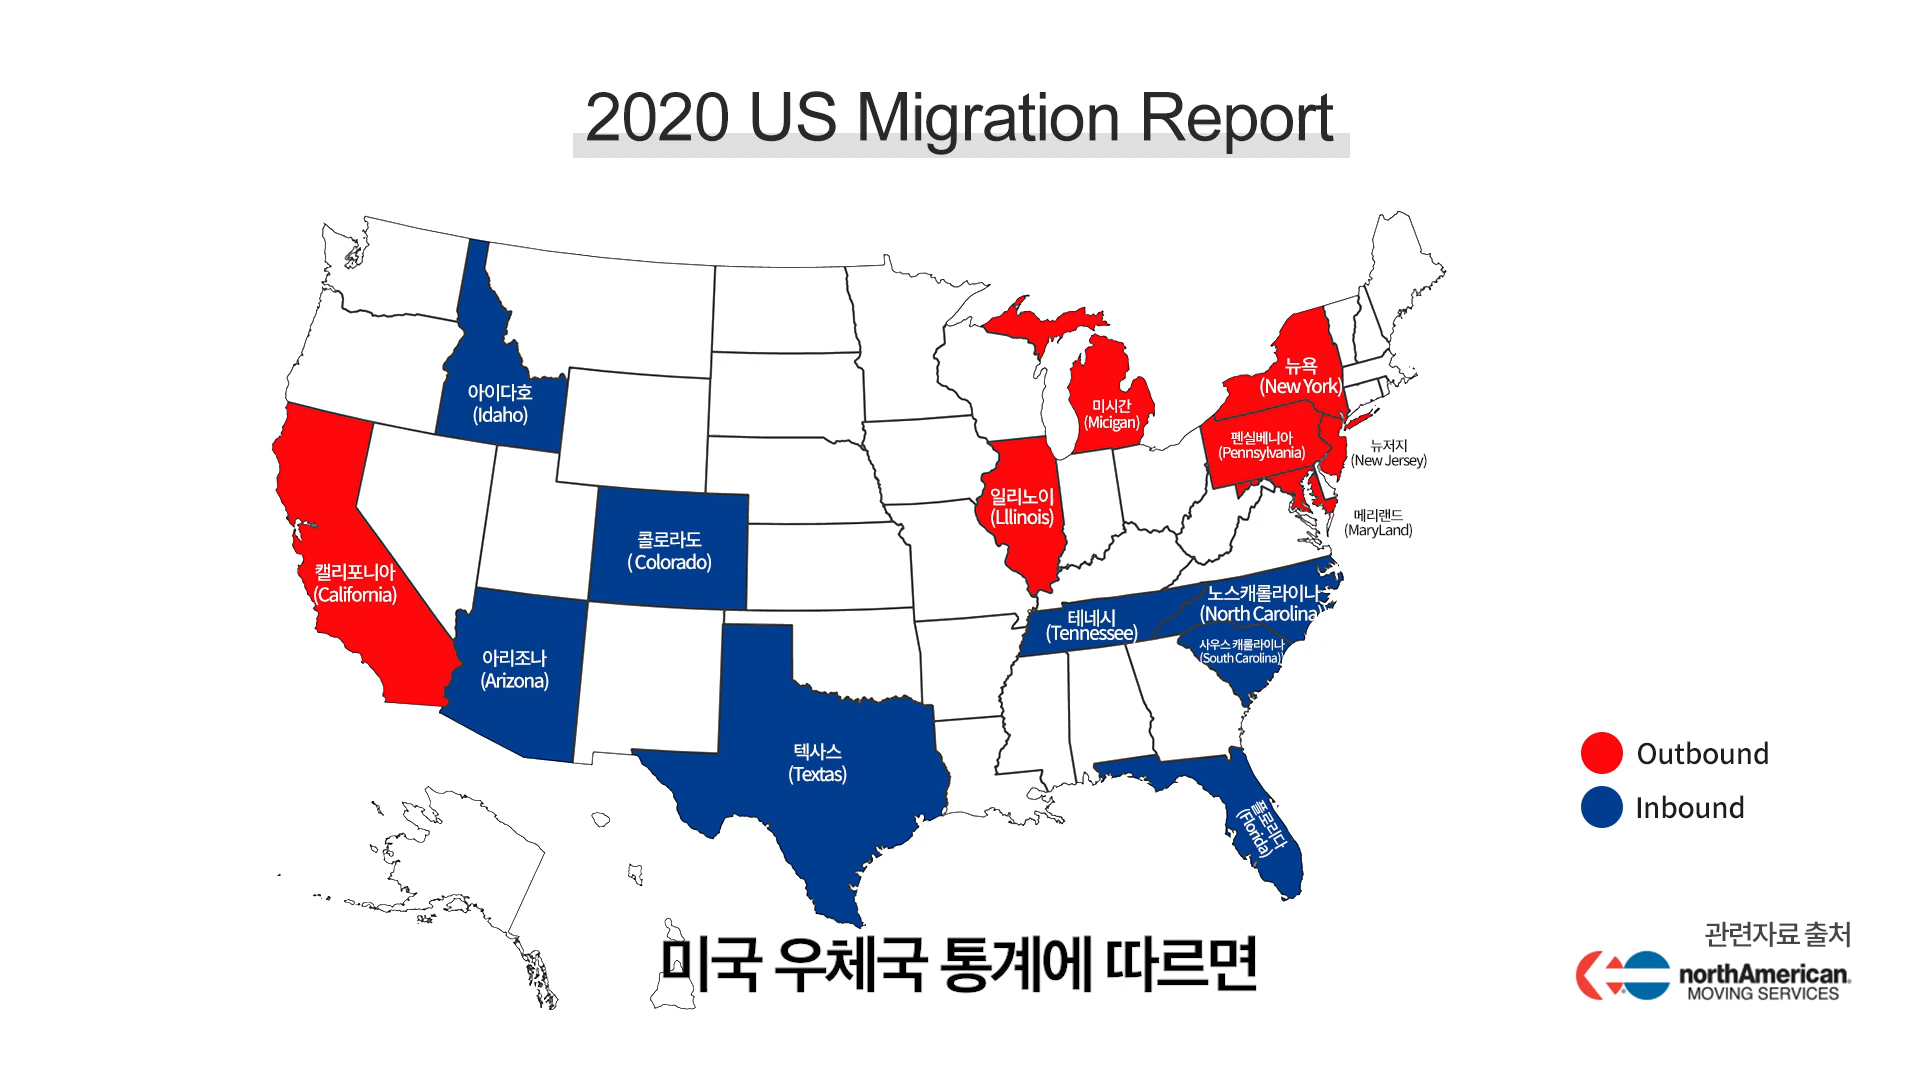 2020 US Migration Report
아이다호
(Idaho)
뉴욕
(New York)
미시간
(Micigan)
펜실베니아
(Pennsylvania)
뉴저지
(New Jersey)
일리노이
(Lllinois)
메리랜드
(MaryLand)
콜로라도
( Colorado)
캘리포니아
(California)
노스캐롤라이나
(North Carolina)
테네시
(Tennessee)
사우스 캐롤라이나
(South Carolina)
아리조나
(Arizona)
텍사스
(Textas)
플로리다
(Florida)
Outbound
Inbound
관련자료 출처
northAmerican.
MOVING SERVICES
미국 우체국 통계에 따르면